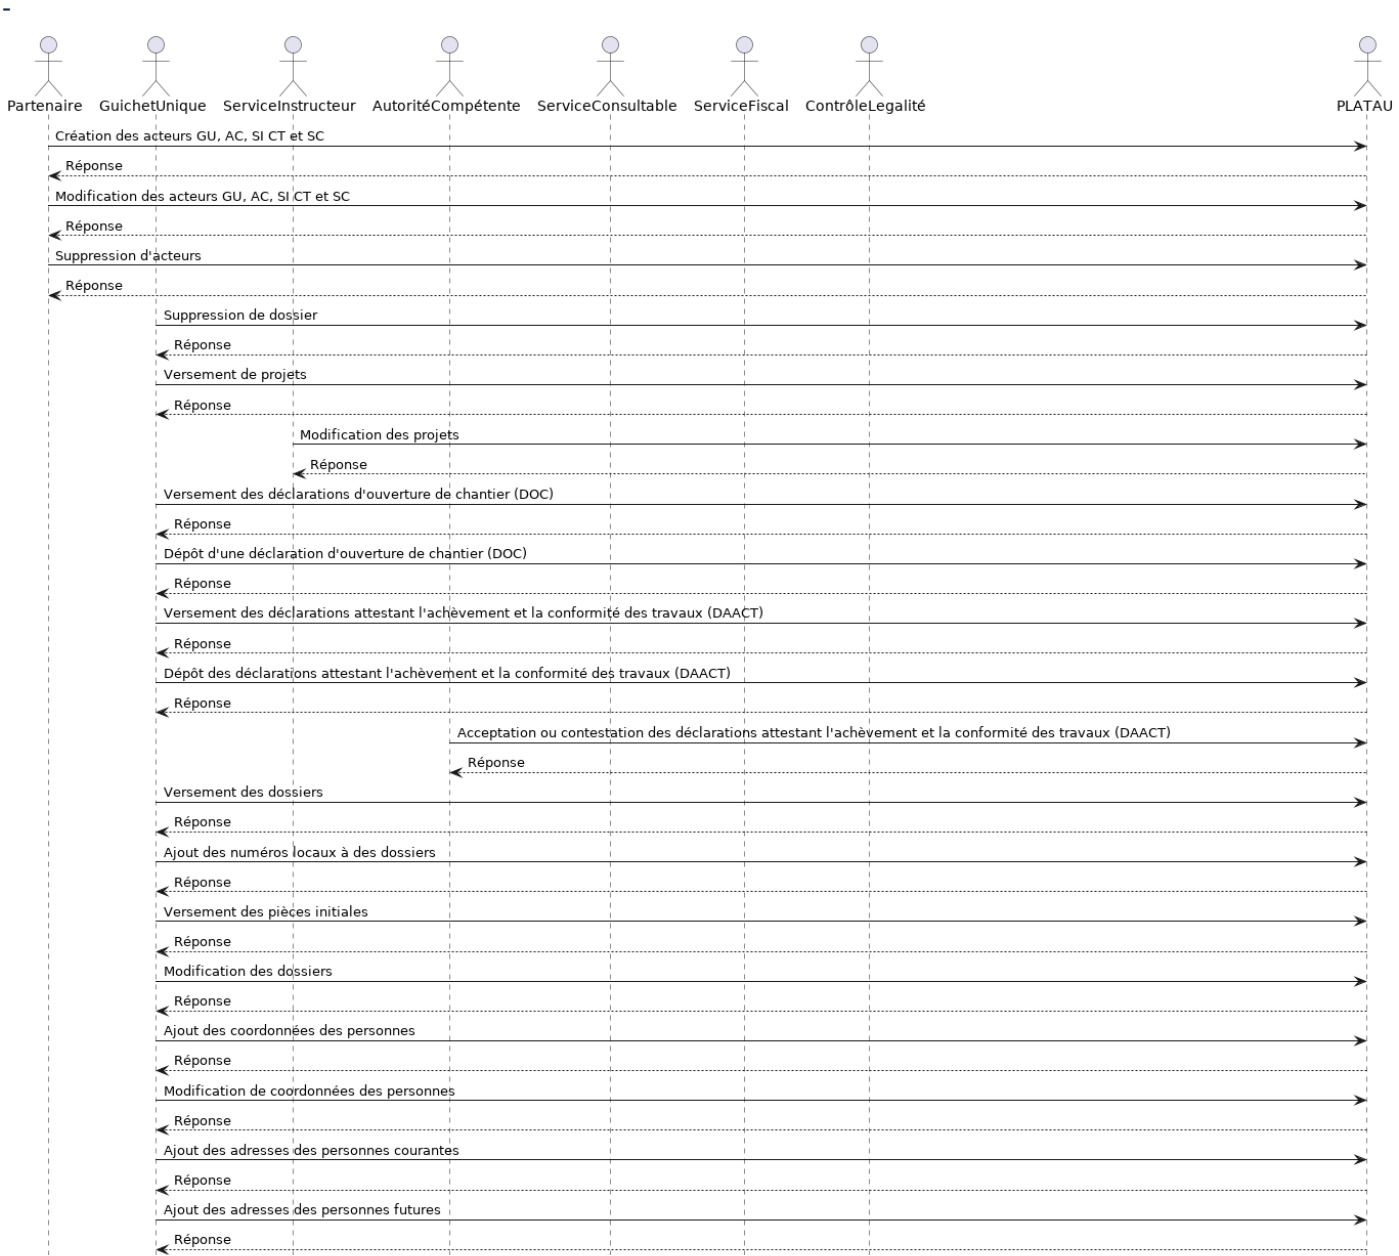 -
Partenaire GuichetUnique ServiceInstructeur AutoritéCompétente ServiceConsultable ServiceFiscal ContrôleLegalité PLATAU
Création des acteurs GU, AC, SI CT et SC
Réponse
Modification des acteurs GU, AC, SI CT et SC
Réponse
Suppression d'acteurs
Réponse
Suppression de dossier
Réponse
Versement de projets
Réponse
Modification des projets
Réponse
Versement des déclarations d'ouverture de chantier (DOC)
Réponse
Dépôt d'une déclaration d'ouverture de chantier (DOC)
Réponse
Versement des déclarations attestant l'achèvement et la conformité des travaux (DAACT)
Réponse
Dépôt des déclarations attestant l'achèvement et la conformité des travaux (DAACT)
Réponse
Acceptation ou contestation des déclarations attestant l'achèvement et la conformité des travaux (DAACT)
Réponse
Versement des dossiers
Réponse
Ajout des numéros locaux à des dossiers
Réponse
Versement des pièces initiales
Réponse
Modification des dossiers
Réponse
Ajout des coordonnées des personnes
Réponse
Modification de coordonnées des personnes
Réponse
Ajout des adresses des personnes courantes
Réponse
Ajout des adresses des personnes futures
Réponse